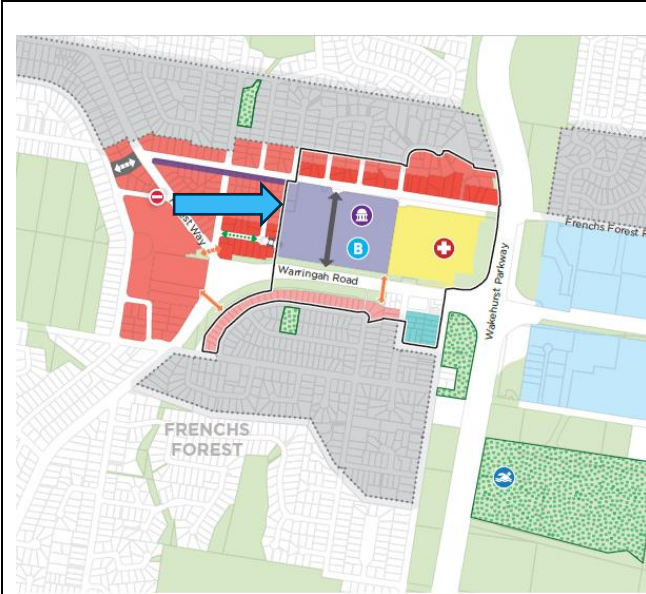 Frenchs Forest R
st Way
B
Warringah Road
Wakehurst Parkway
FRENCHS
FOREST